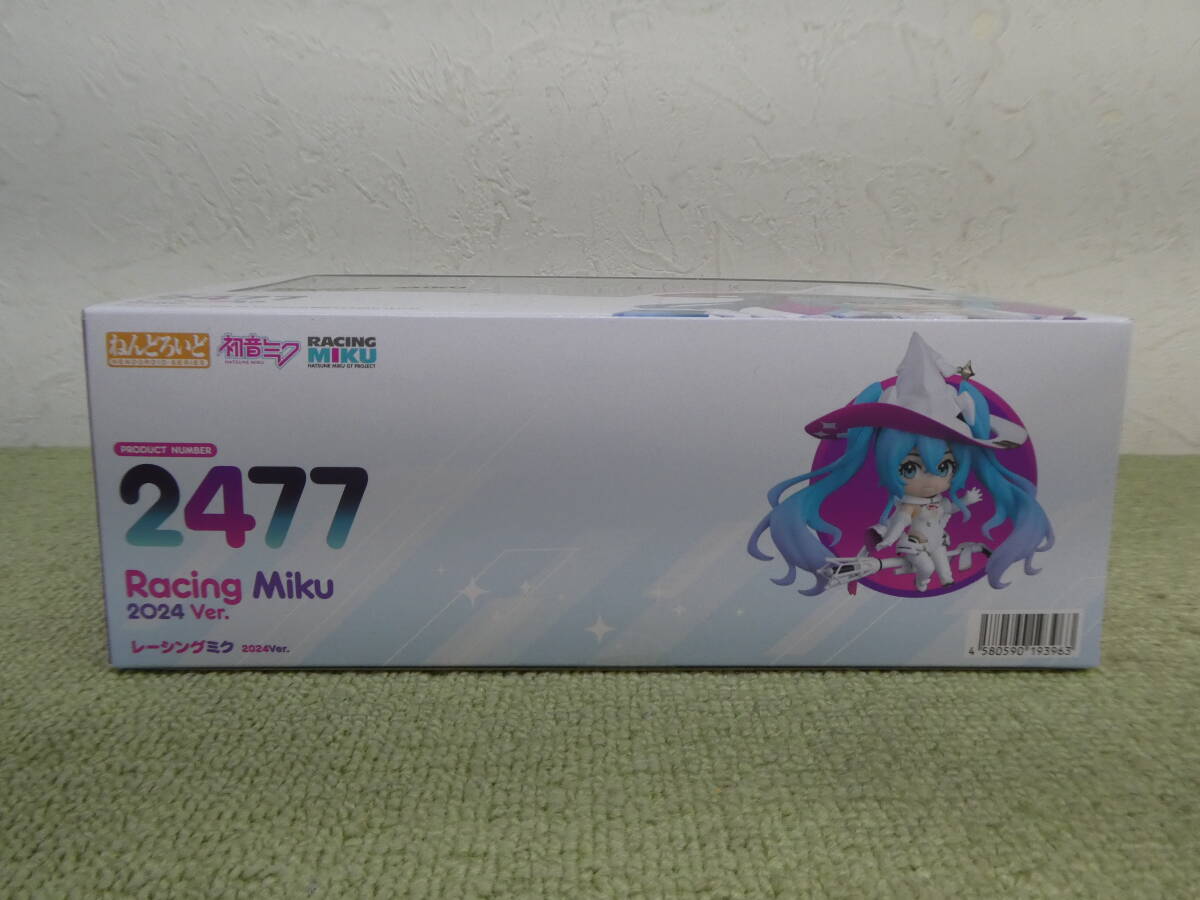 2477
ねんどろいど
NENDOROID SERIES
初音ミク
HATSUNE MIKU
RACING
MIKU
HATSUNE MIKU GT PROJECT
PRODUCT NUMBER
2477
Racing Miku
2024 Ver.
レーシングミク 2024Ver.
4 580590 193963